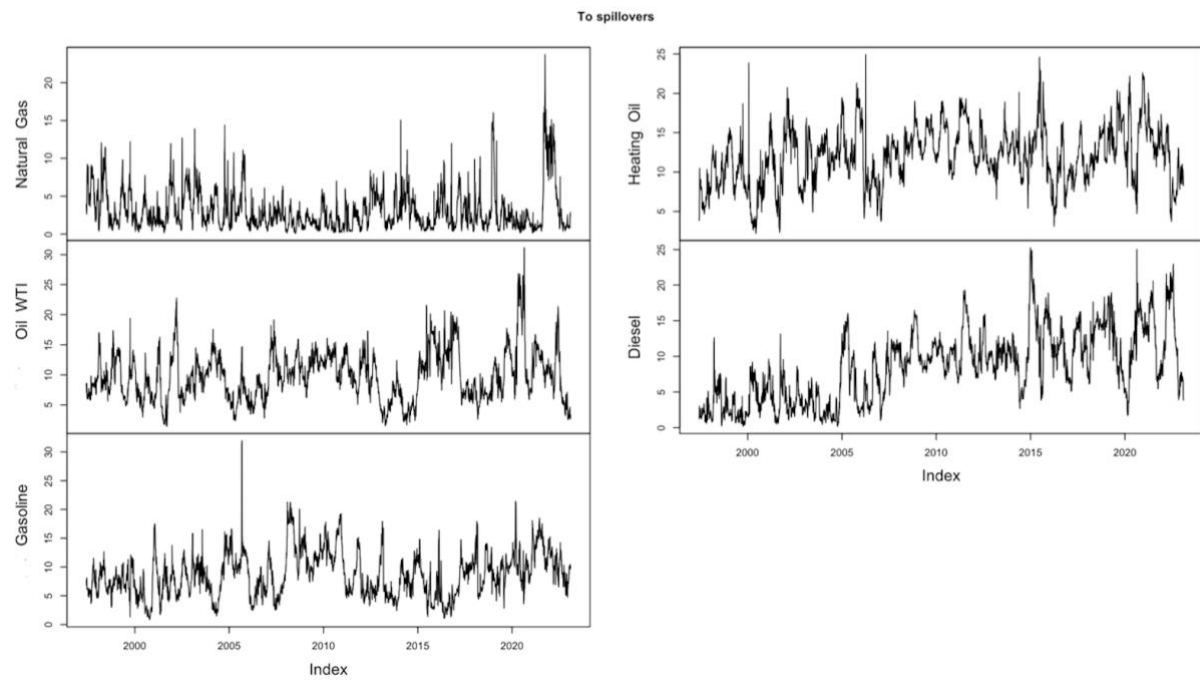 To spillovers
Natural Gas
0 5 10 15 20
Oil WTI
5 10 15 20 25 30
Gasoline
0 5 10 15 20 25 30
2000 2005 2010 2015 2020
Index
Heating Oil
5 10 15 20 25
Diesel
0 5 10 15 20 25
2000 2005 2010 2015 2020
Index